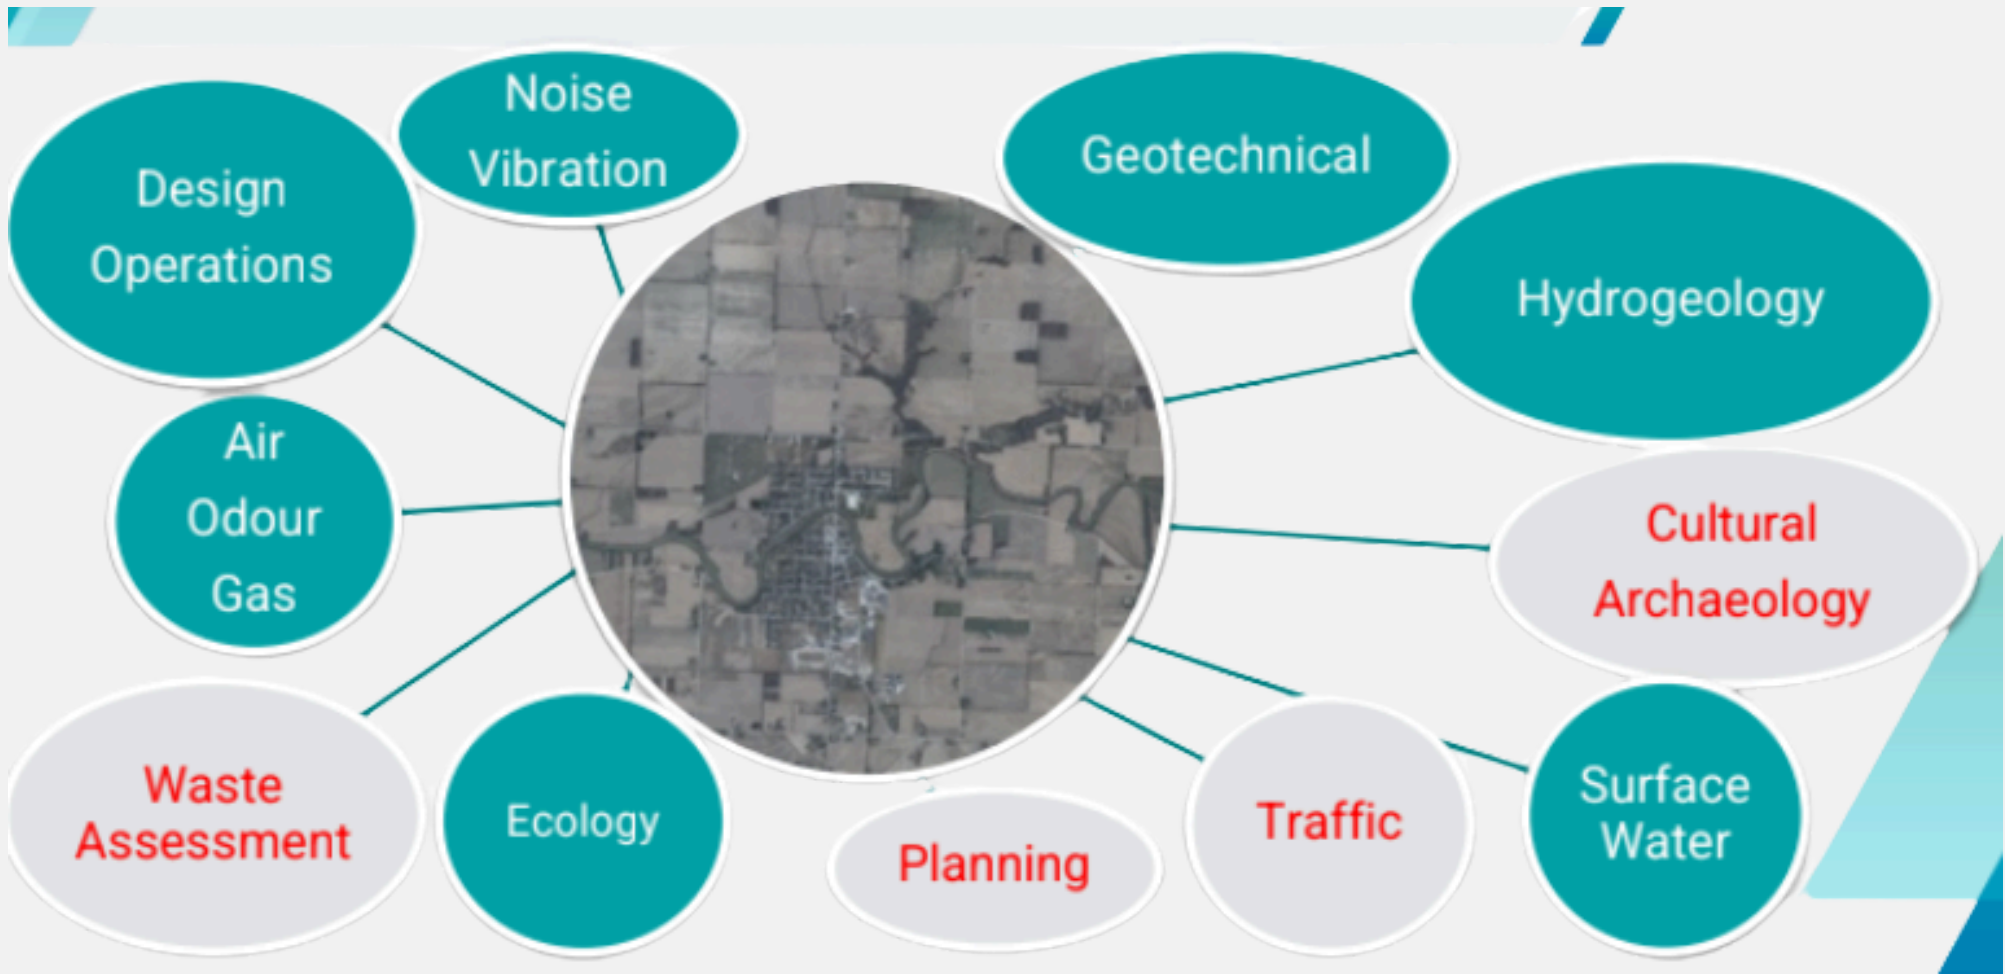 Noise
Vibration
Geotechnical
Design
Operations
Hydrogeology
Air
Odour
Gas
Cultural
Archaeology
Waste
Assessment
Ecology
Planning
Traffic
Surface
Water